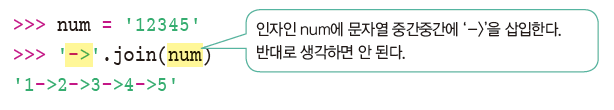 >>> num = '12345'
>>> '->'.join(num)
'1->2->3->4->5'
인자인 num에 문자열 중간중간에 ‘->’을 삽입한다.
반대로 생각하면 안 된다.